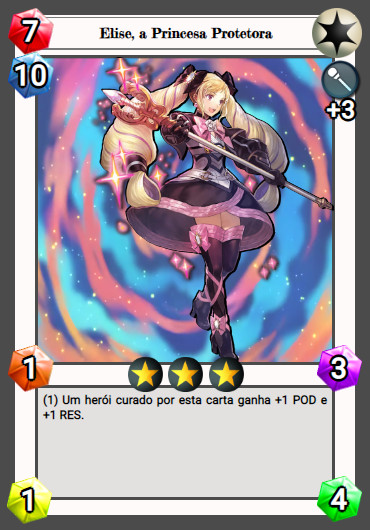 7
Elise, a Princesa Protetora
10
+3
1
3
(1) Um herói curado por esta carta ganha +1 POD e
+1 RES.
1
4